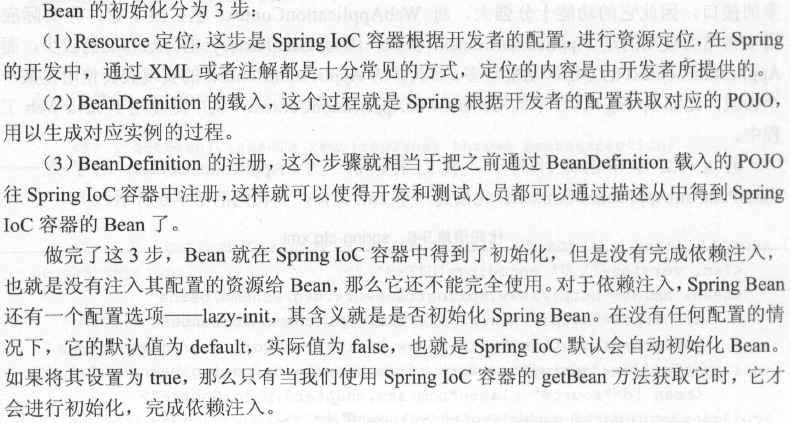 Bean 的初始化分为 3 步:
（1）Resource 定位，这步是 Spring IoC 容器根据开发者的配置，进行资源定位，在 Spring
的开发中，通过 XML 或者注解都是十分常见的方式，定位的内容是由开发者所提供的。
（2）BeanDefinition 的载入，这个过程就是 Spring 根据开发者的配置获取对应的 POJO，
用以生成对应实例的过程。
（3）BeanDefinition 的注册，这个步骤就相当于把之前通过 BeanDefinition 载入的 POJO
往 Spring IoC 容器中注册，这样就可以使得开发和测试人员都可以通过描述从中得到 Spring
IoC 容器的 Bean 了。
做完了这 3 步，Bean 就在 Spring IoC 容器中得到了初始化，但是没有完成依赖注入，
也就是没有注入其配置的资源给 Bean，那么它还不能完全使用。对于依赖注入，Spring Bean
还有一个配置选项——lazy-init，其含义就是是否初始化 Spring Bean。在没有任何配置的情
况下，它的默认值为 default，实际值为 false，也就是 Spring IoC 默认会自动初始化 Bean。
如果将其设置为 true，那么只有当我们使用 Spring IoC 容器的 getBean 方法获取它时，它才
会进行初始化，完成依赖注入。